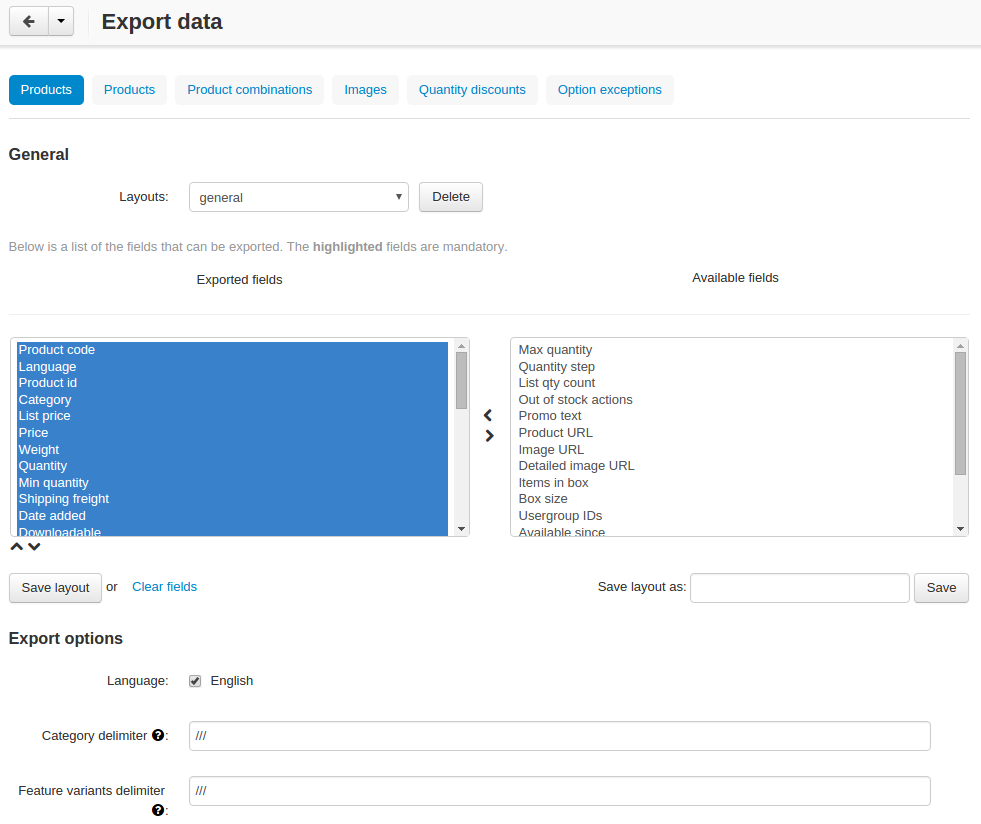 Export data
Products Products Product combinations Images Quantity discounts Option exceptions
General
Layouts: general Delete
Below is a list of the fields that can be exported. The highlighted fields are mandatory.
Exported fields Available fields
Product code
Language
Product id
Category
List price
Price
Weight
Quantity
Min quantity
Shipping freight
Date added
Downloadable
Max quantity
Quantity step
List qty count
Out of stock actions
Promo text
Product URL
Image URL
Detailed image URL
Items in box
Box size
Usergroup IDs
Available since
Save layout or Clear fields Save layout as: Save
Export options
Language: English
Category delimiter ?: ///
Feature variants delimiter ///
?: